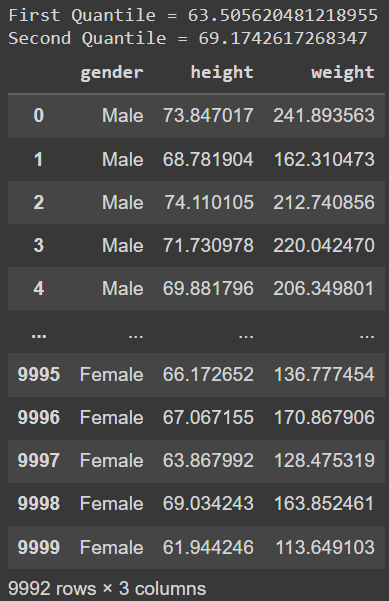 First Quantile = 63.505620481218955
Second Quantile = 69.1742617268347
gender height weight
0 Male 73.847017 241.893563
1 Male 68.781904 162.310473
2 Male 74.110105 212.740856
3 Male 71.730978 220.042470
4 Male 69.881796 206.349801
... ... ... ...
9995 Female 66.172652 136.777454
9996 Female 67.067155 170.867906
9997 Female 63.867992 128.475319
9998 Female 69.034243 163.852461
9999 Female 61.944246 113.649103
9992 rows × 3 columns